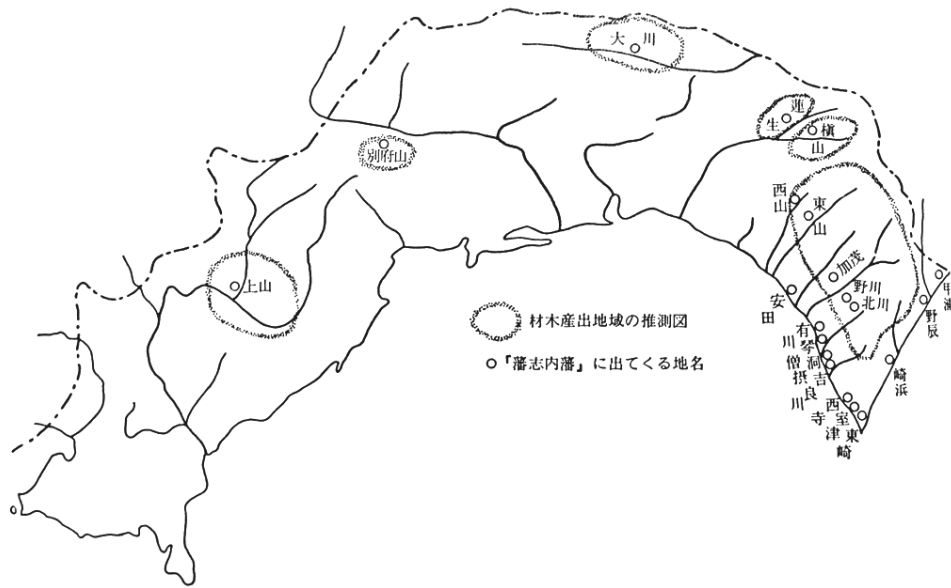 大川
蓮生
槇山
別府山
西山
東山
加茂
野川
北川
上山
甲浦
野辰
崎浜
安田
有川
琴洞
僧吉
摂良川
西寺
室津
東崎
材木産出地域の推測図
『藩志内藩』に出てくる地名